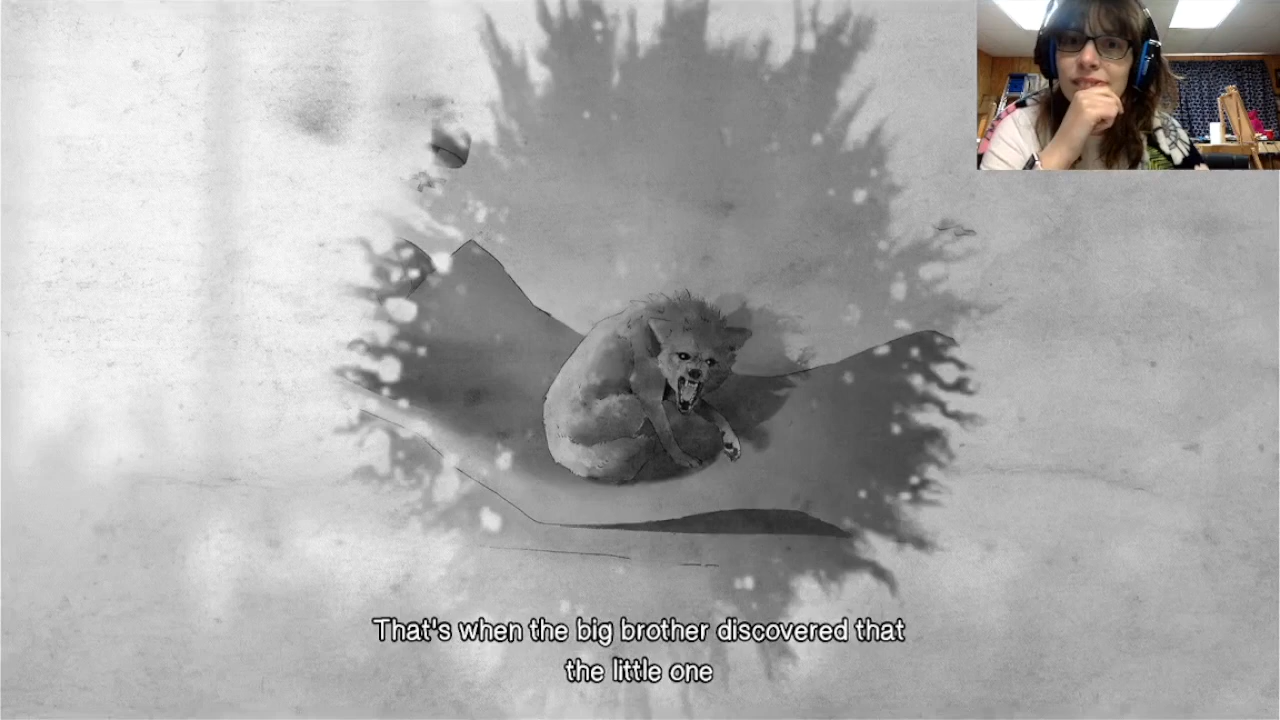 That's when the big brother discovered that
the little one